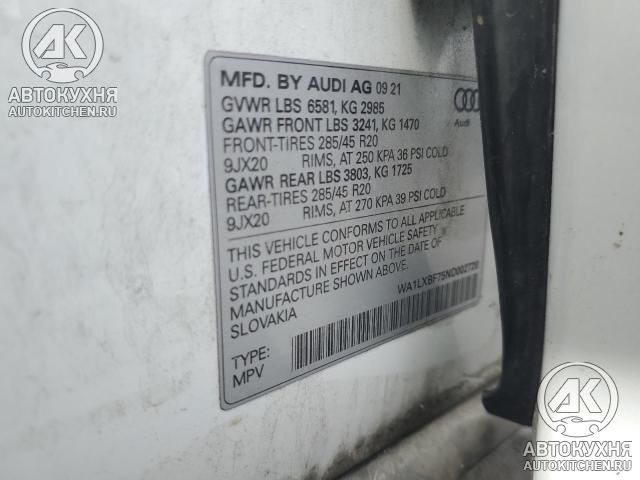 MFD. BY AUDI AG 09 21
GVWR LBS 6581, KG 2985
GAWR FRONT LBS 3241, KG 1470
FRONT-TIRES 285/45 R20
9JX20 RIMS, AT 250 KPA 36 PSI COLD
GAWR REAR LBS 3803, KG 1725
REAR-TIRES 285/45 R20
9JX20 RIMS, AT 270 KPA 39 PSI COLD
Audi
THIS VEHICLE CONFORMS TO ALL APPLICABLE
U.S. FEDERAL MOTOR VEHICLE SAFETY
STANDARDS IN EFFECT ON THE DATE OF
MANUFACTURE SHOWN ABOVE.
SLOVAKIA
WA1LXBF75ND002720
TYPE:
MPV
АК
АВТОКУХНЯ
AUTOKITCHEN.RU
АК
АВТОКУХНЯ
AUTOKITCHEN.RU